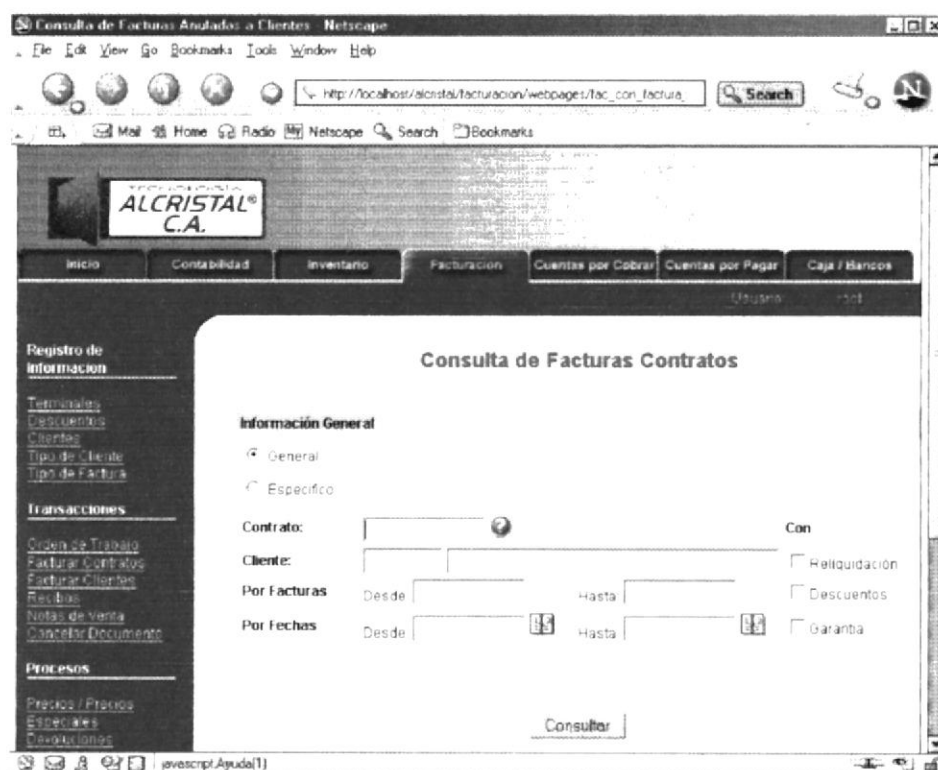 Consulta de Facturas Anuladas a Clientes - Netscape
File Edit View Go Bookmarks Tools Window Help
http://localhost/alcristal/facturacion/webpages/fac_con_factura_ Search
Mail Home Radio My Netscape Search Bookmarks
ALCRISTAL®
C.A.
Inicio Contabilidad Inventario Facturacion Cuentas por Cobrar Cuentas por Pagar Caja / Bancos
Usuario root
Registro de
Informacion
Terminales
Descuentos
Clientes
Tipo de Cliente
Tipo de Factura
Transacciones
Orden de Trabajo
Facturar Contratos
Facturar Clientes
Recibos
Notas de Venta
Cancelar Documento
Procesos
Precios / Precios
Especiales
Devoluciones
Consulta de Facturas Contratos
Información General
General
Especifico
Contrato: Con
Cliente: Reliquidación
Por Facturas Desde Hasta Descuentos
Por Fechas Desde Hasta Garantia
Consultar
javascript:Ayuda(1)